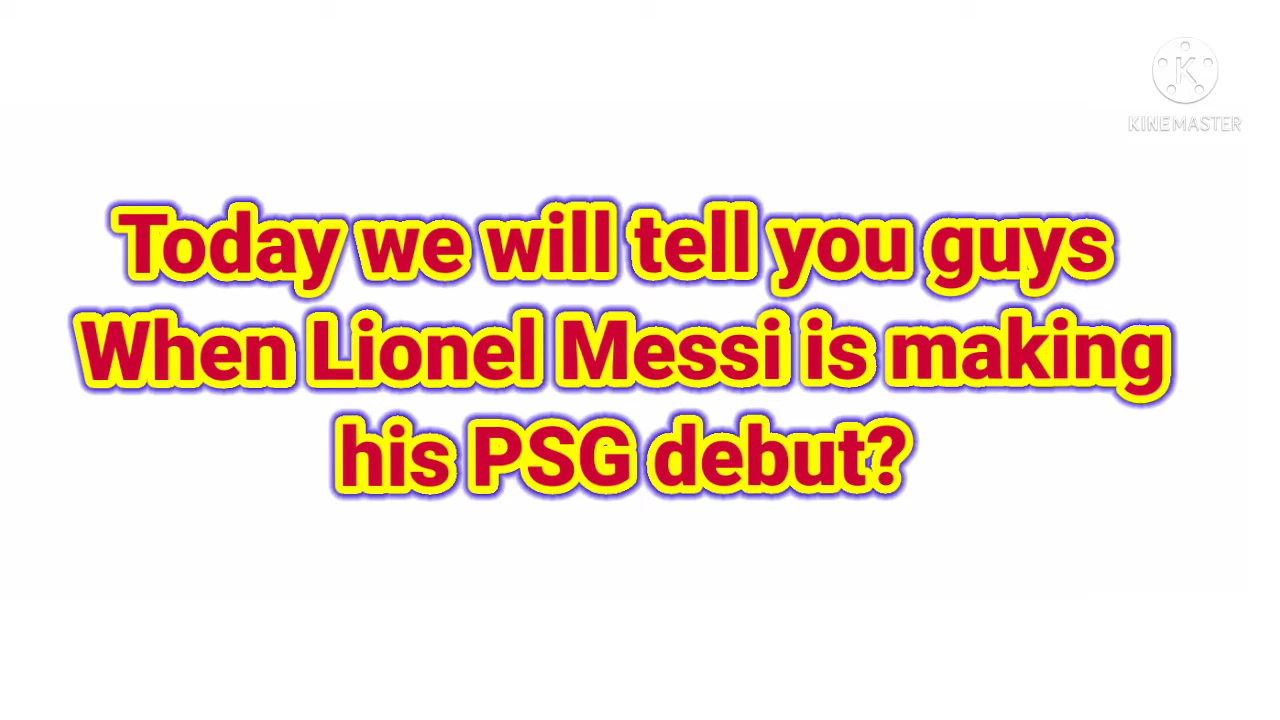 KINEMASTER
Today we will tell you guys
When Lionel Messi is making
his PSG debut?